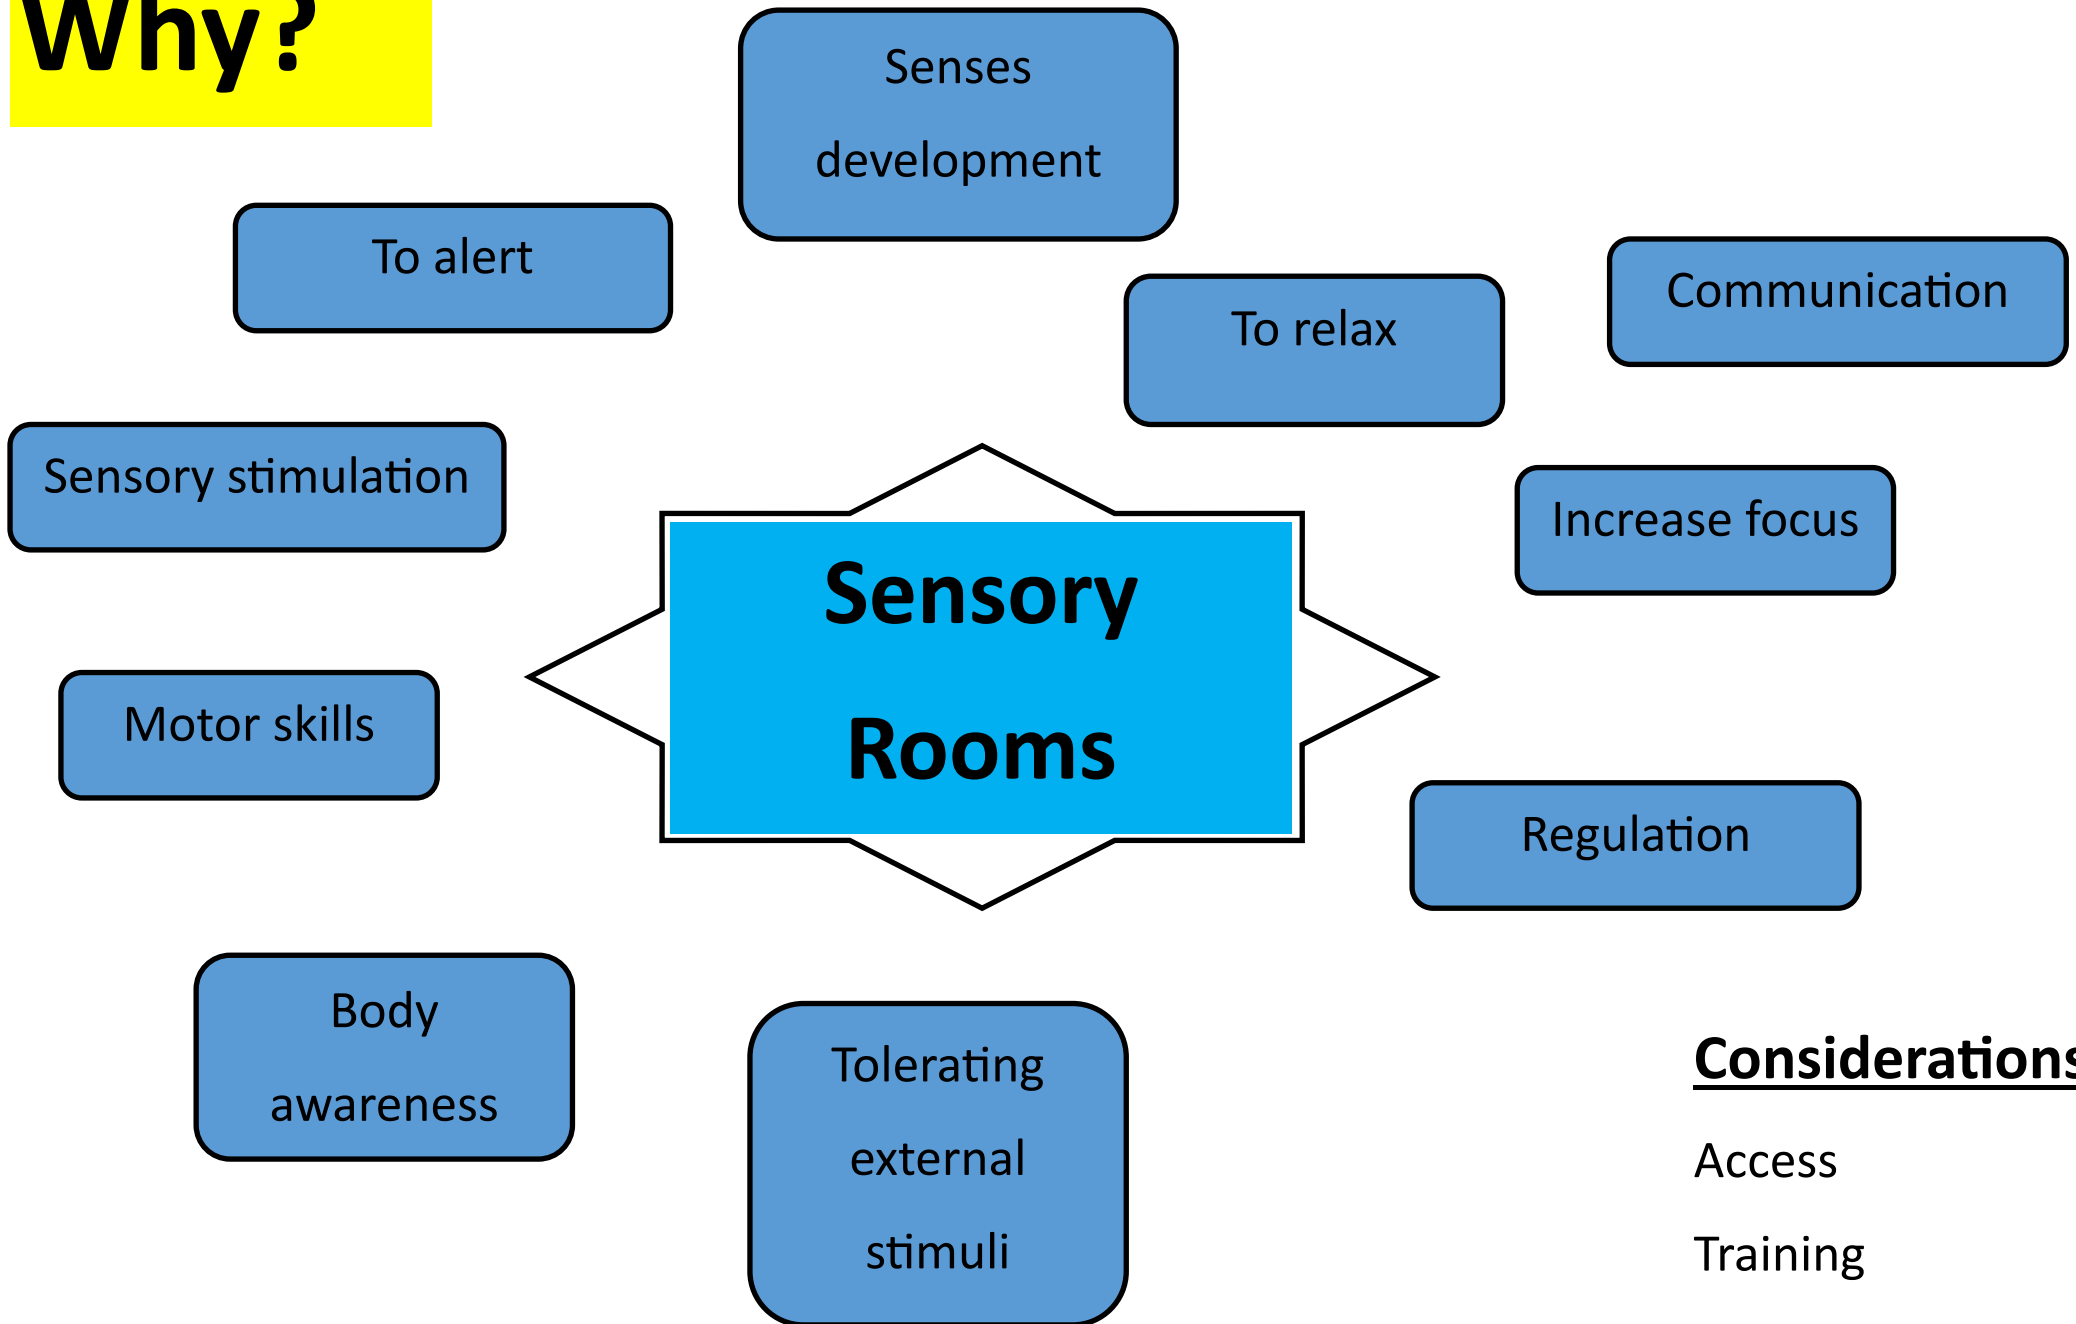 Why?
Senses
development
To alert
Communication
To relax
Sensory stimulation
Increase focus
Sensory
Rooms
Motor skills
Regulation
Body
awareness
Tolerating
external
stimuli
Considerations
Access
Training